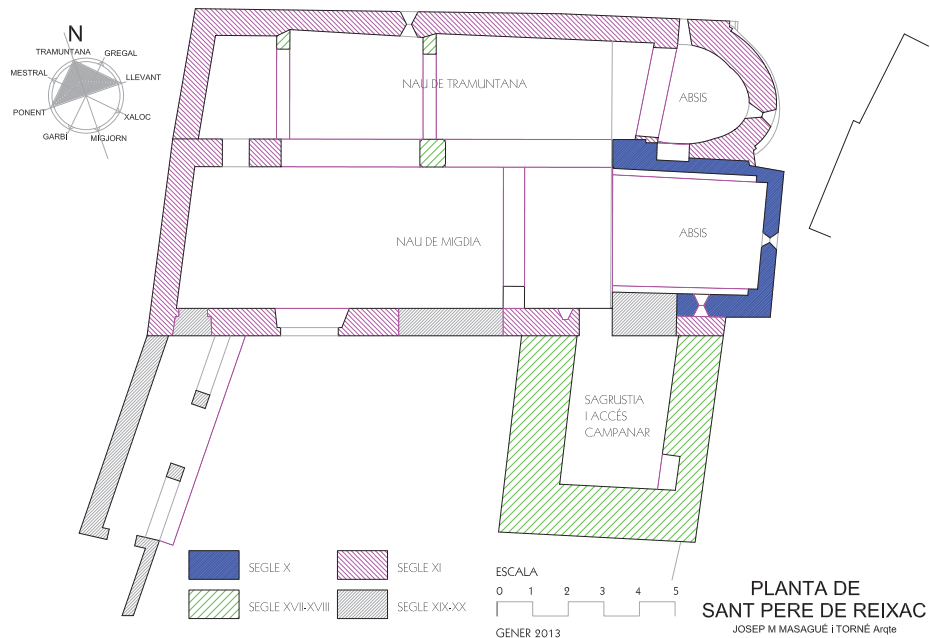 N
TRAMUNTANA
GREGAL
MESTRAL
LLEVANT
PONENT
XALOC
GARBÍ
MIGJORN
NAU DE TRAMUNTANA
ABSIS
NAU DE MIGDIA
ABSIS
SAGRUSTIA
I ACCÉS
CAMPANAR
SEGLE X
SEGLE XI
SEGLE XVII-XVIII
SEGLE XIX-XX
ESCALA
0 1 2 3 4 5
GENER 2013
PLANTA DE
SANT PERE DE REIXAC
JOSEP M MASAGUÉ i TORNÉ Arqte